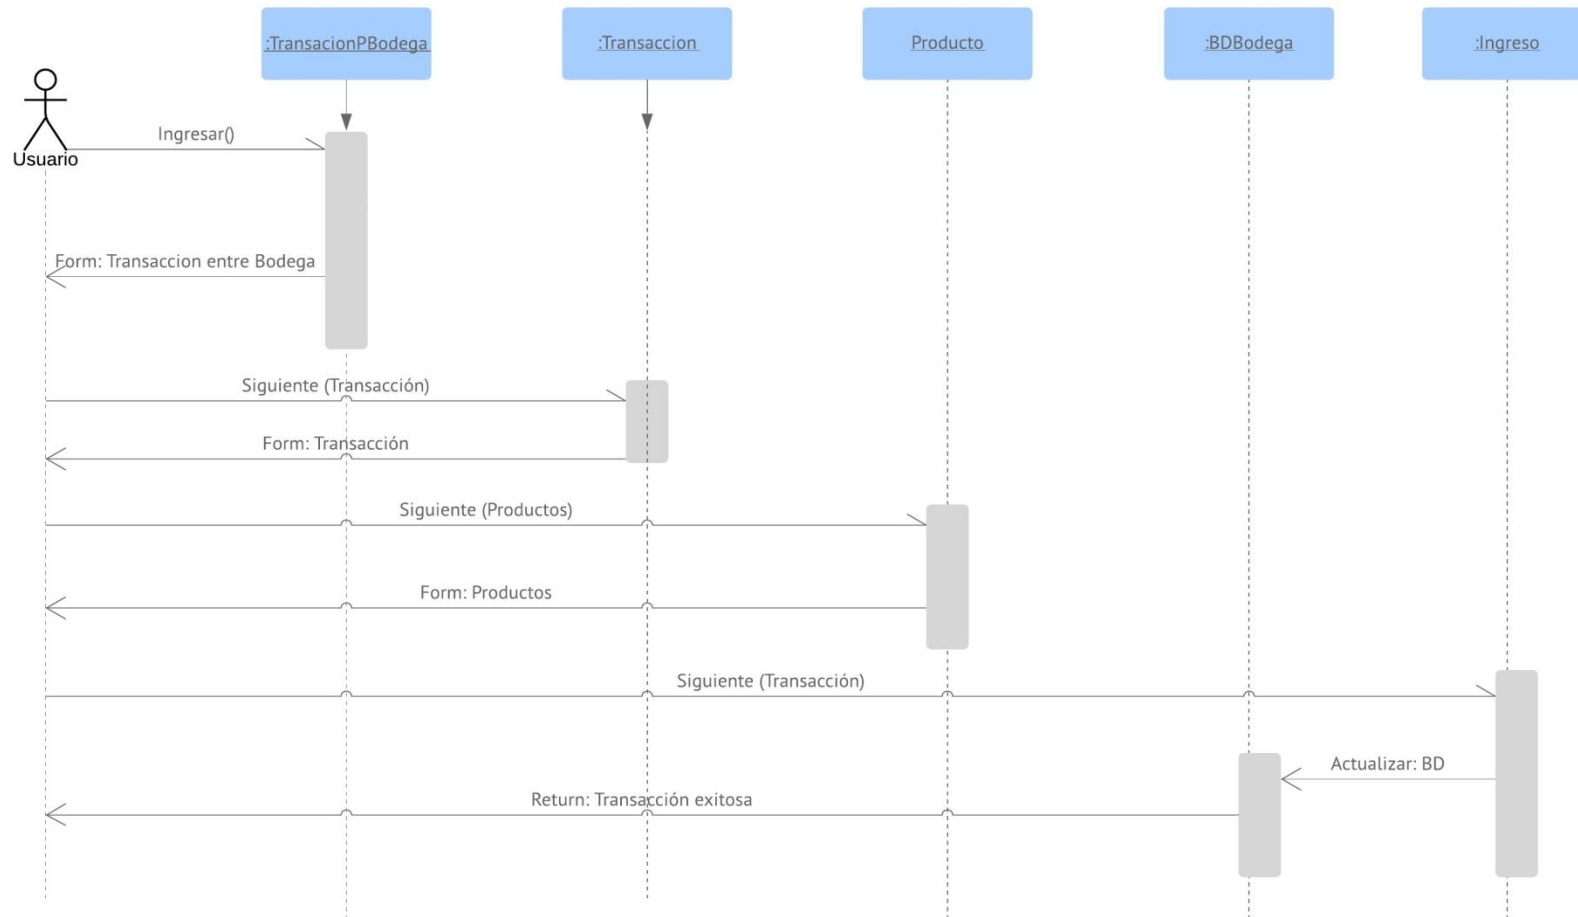 :TransacionPBodega
:Transaccion
Producto
:BDBodega
:Ingreso
Usuario
Ingresar()
Form: Transaccion entre Bodega
Siguiente (Transacción)
Form: Transacción
Siguiente (Productos)
Form: Productos
Siguiente (Transacción)
Actualizar: BD
Return: Transacción exitosa